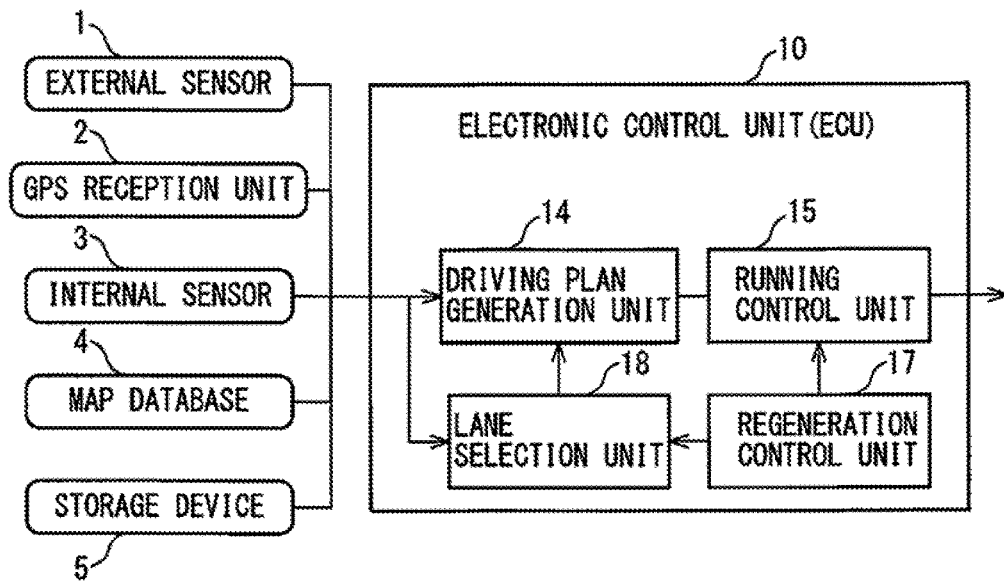 1
EXTERNAL SENSOR
2
GPS RECEPTION UNIT
3
INTERNAL SENSOR
4
MAP DATABASE
STORAGE DEVICE
5
10
ELECTRONIC CONTROL UNIT(ECU)
14
DRIVING PLAN
GENERATION UNIT
15
RUNNING
CONTROL UNIT
18
LANE
SELECTION UNIT
17
REGENERATION
CONTROL UNIT